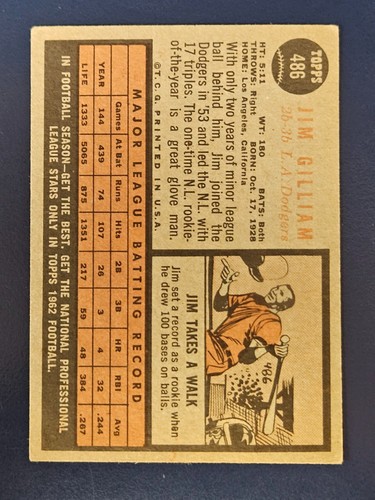 TOPPS
486
JIM GILLIAM
2b-3b L.A. Dodgers
HT: 5:11 WT: 180 BATS: Both
THROWS: Right BORN: Oct. 17, 1928
HOME: Los Angeles, California
With only two years of minor league
ball behind him, Jim joined the
Dodgers in '53 and led the N.L. with
17 triples. The one-time N.L. rookie-
of-the-year is a great glove man.
©T.C.G. PRINTED IN U.S.A.
486
JIM TAKES A WALK
Jim set a record as a rookie when
he drew 100 bases on balls.
MAJOR LEAGUE BATTING RECORD
Games At Bat Runs Hits 2B 3B HR RBI Avg
YEAR 144 439 74 107 26 3 4 32 .244
LIFE 1333 5065 875 1351 217 59 48 384 .267
IN FOOTBALL SEASON—GET THE BEST. GET THE NATIONAL PROFESSIONAL
LEAGUE STARS ONLY IN TOPPS 1962 FOOTBALL.